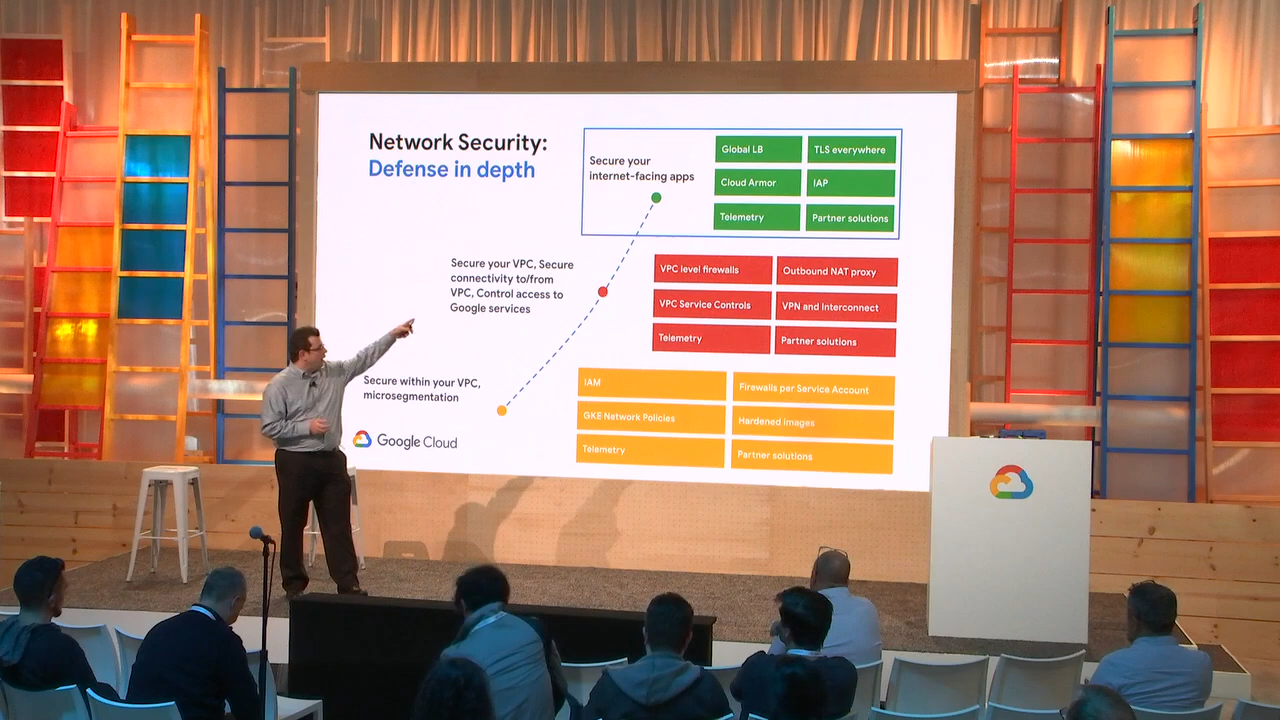 Network Security:
Defense in depth
Secure your
internet-facing apps
Global LB
TLS everywhere
Cloud Armor
IAP
Telemetry
Partner solutions
Secure your VPC, Secure
connectivity to/from
VPC, Control access to
Google services
VPC level firewalls
Outbound NAT proxy
VPC Service Controls
VPN and Interconnect
Telemetry
Partner solutions
Secure within your VPC,
microsegmentation
IAM
Firewalls per Service Account
GKE Network Policies
Hardened images
Telemetry
Partner solutions
Google Cloud